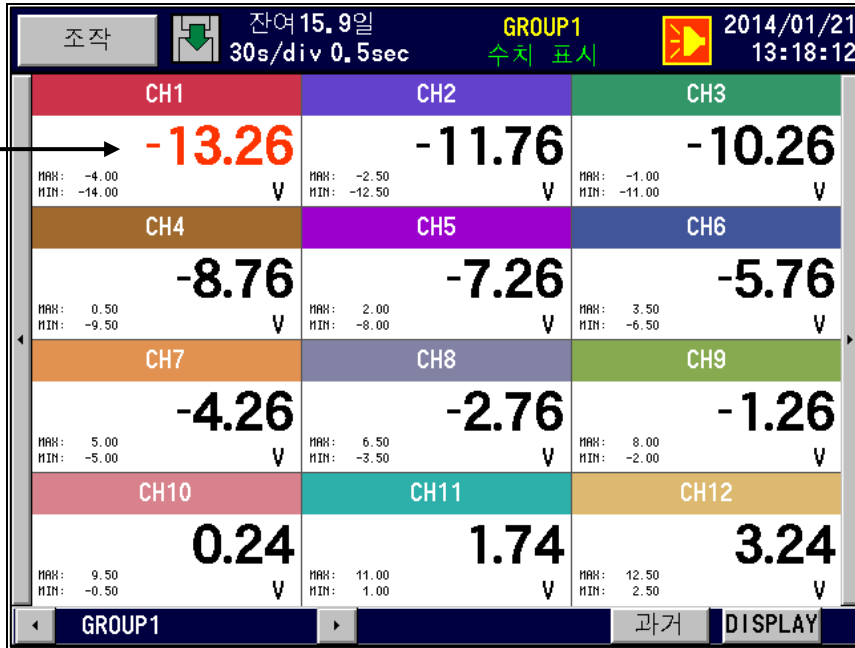 조작 잔여 15.9일 GROUP1 2014/01/21
30s/div 0.5sec 수치 표시 13:18:12
CH1 CH2 CH3
-13.26 -11.76 -10.26
MAX: -4.00 MAX: -2.50 MAX: -1.00
MIN: -14.00 V MIN: -12.50 V MIN: -11.00 V
CH4 CH5 CH6
-8.76 -7.26 -5.76
MAX: 0.50 MAX: 2.00 MAX: 3.50
MIN: -9.50 V MIN: -8.00 V MIN: -6.50 V
CH7 CH8 CH9
-4.26 -2.76 -1.26
MAX: 5.00 MAX: 6.50 MAX: 8.00
MIN: -5.00 V MIN: -3.50 V MIN: -2.00 V
CH10 CH11 CH12
0.24 1.74 3.24
MAX: 9.50 MAX: 11.00 MAX: 12.50
MIN: -0.50 V MIN: 1.00 V MIN: 2.50 V
GROUP1 과거 DISPLAY